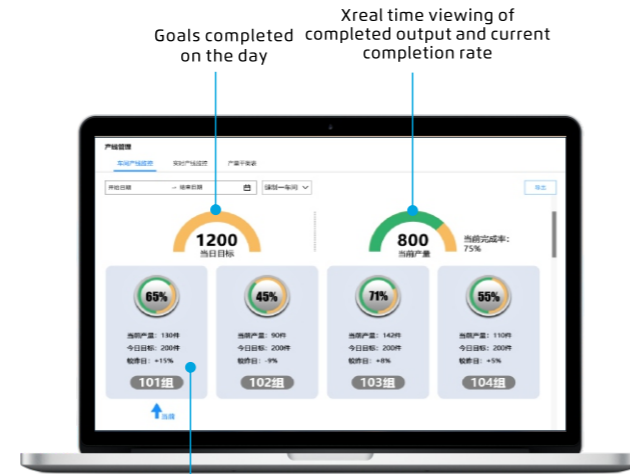 Goals completed
on the day
Xreal time viewing of
completed output and current
completion rate
产线管理
车间产线监控 实时产线监控 产量平衡表
开始日期 → 结束日期 缝制一车间
导出
1200
当日目标
800
当前产量
当前完成率：
75%
65% 45% 71% 55%
当前产量：130件 当前产量：90件 当前产量：142件 当前产量：110件
今日目标：200件 今日目标：200件 今日目标：200件 今日目标：200件
较昨日：+15% 较昨日：-9% 较昨日：+8% 较昨日：+5%
101组 102组 103组 104组